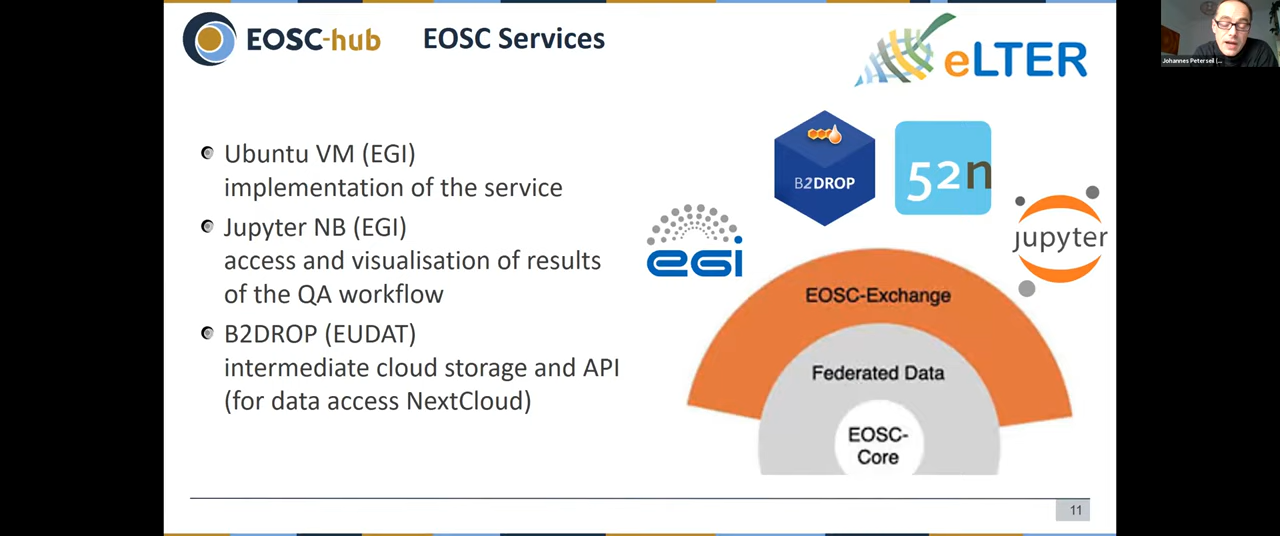 EOSC-hub
EOSC Services
eLTER
Johannes Peterseil (...
Ubuntu VM (EGI)
implementation of the service
Jupyter NB (EGI)
access and visualisation of results
of the QA workflow
B2DROP (EUDAT)
intermediate cloud storage and API
(for data access NextCloud)
B2DROP
52n
egi
jupyter
EOSC-Exchange
Federated Data
EOSC-
Core
11